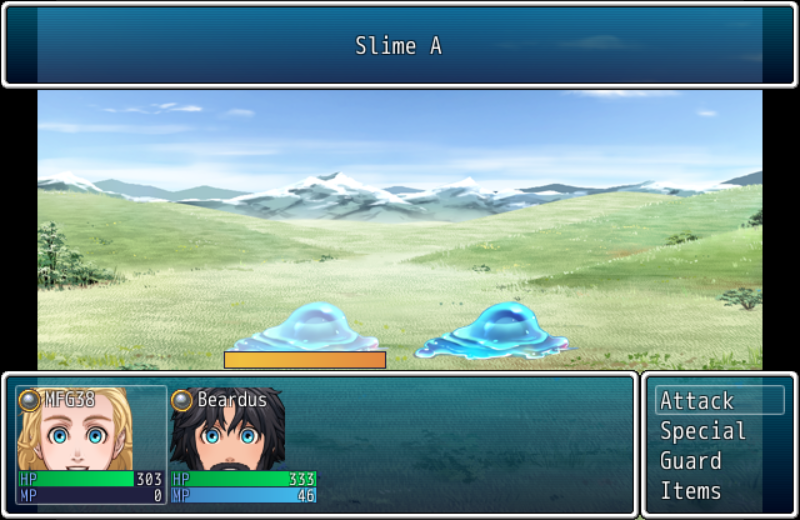 Slime A
MFG38
Beardus
HP 303
HP 333
MP 0
MP 46
Attack
Special
Guard
Items